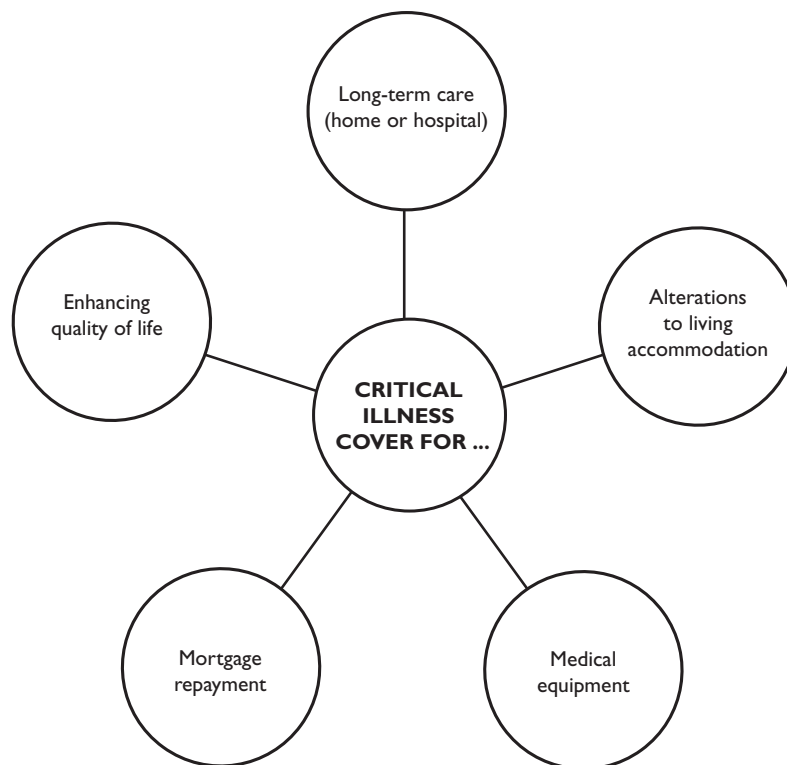 Long-term care
(home or hospital)
Enhancing
quality of life
Alterations
to living
accommodation
CRITICAL
ILLNESS
COVER FOR ...
Mortgage
repayment
Medical
equipment